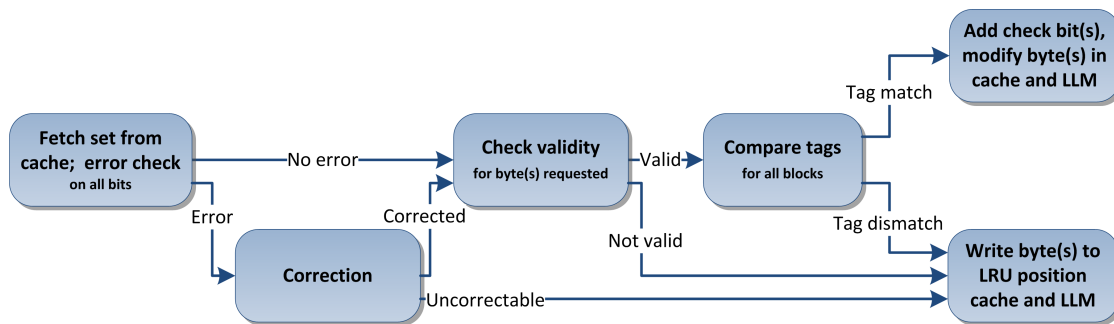 Fetch set from
cache;  error check
on all bits
No error
Error
Correction
Corrected
Uncorrectable
Check validity
for byte(s) requested
Valid
Not valid
Compare tags
for all blocks
Tag match
Tag dismatch
Add check bit(s),
modify byte(s) in
cache and LLM
Write byte(s) to
LRU position
cache and LLM